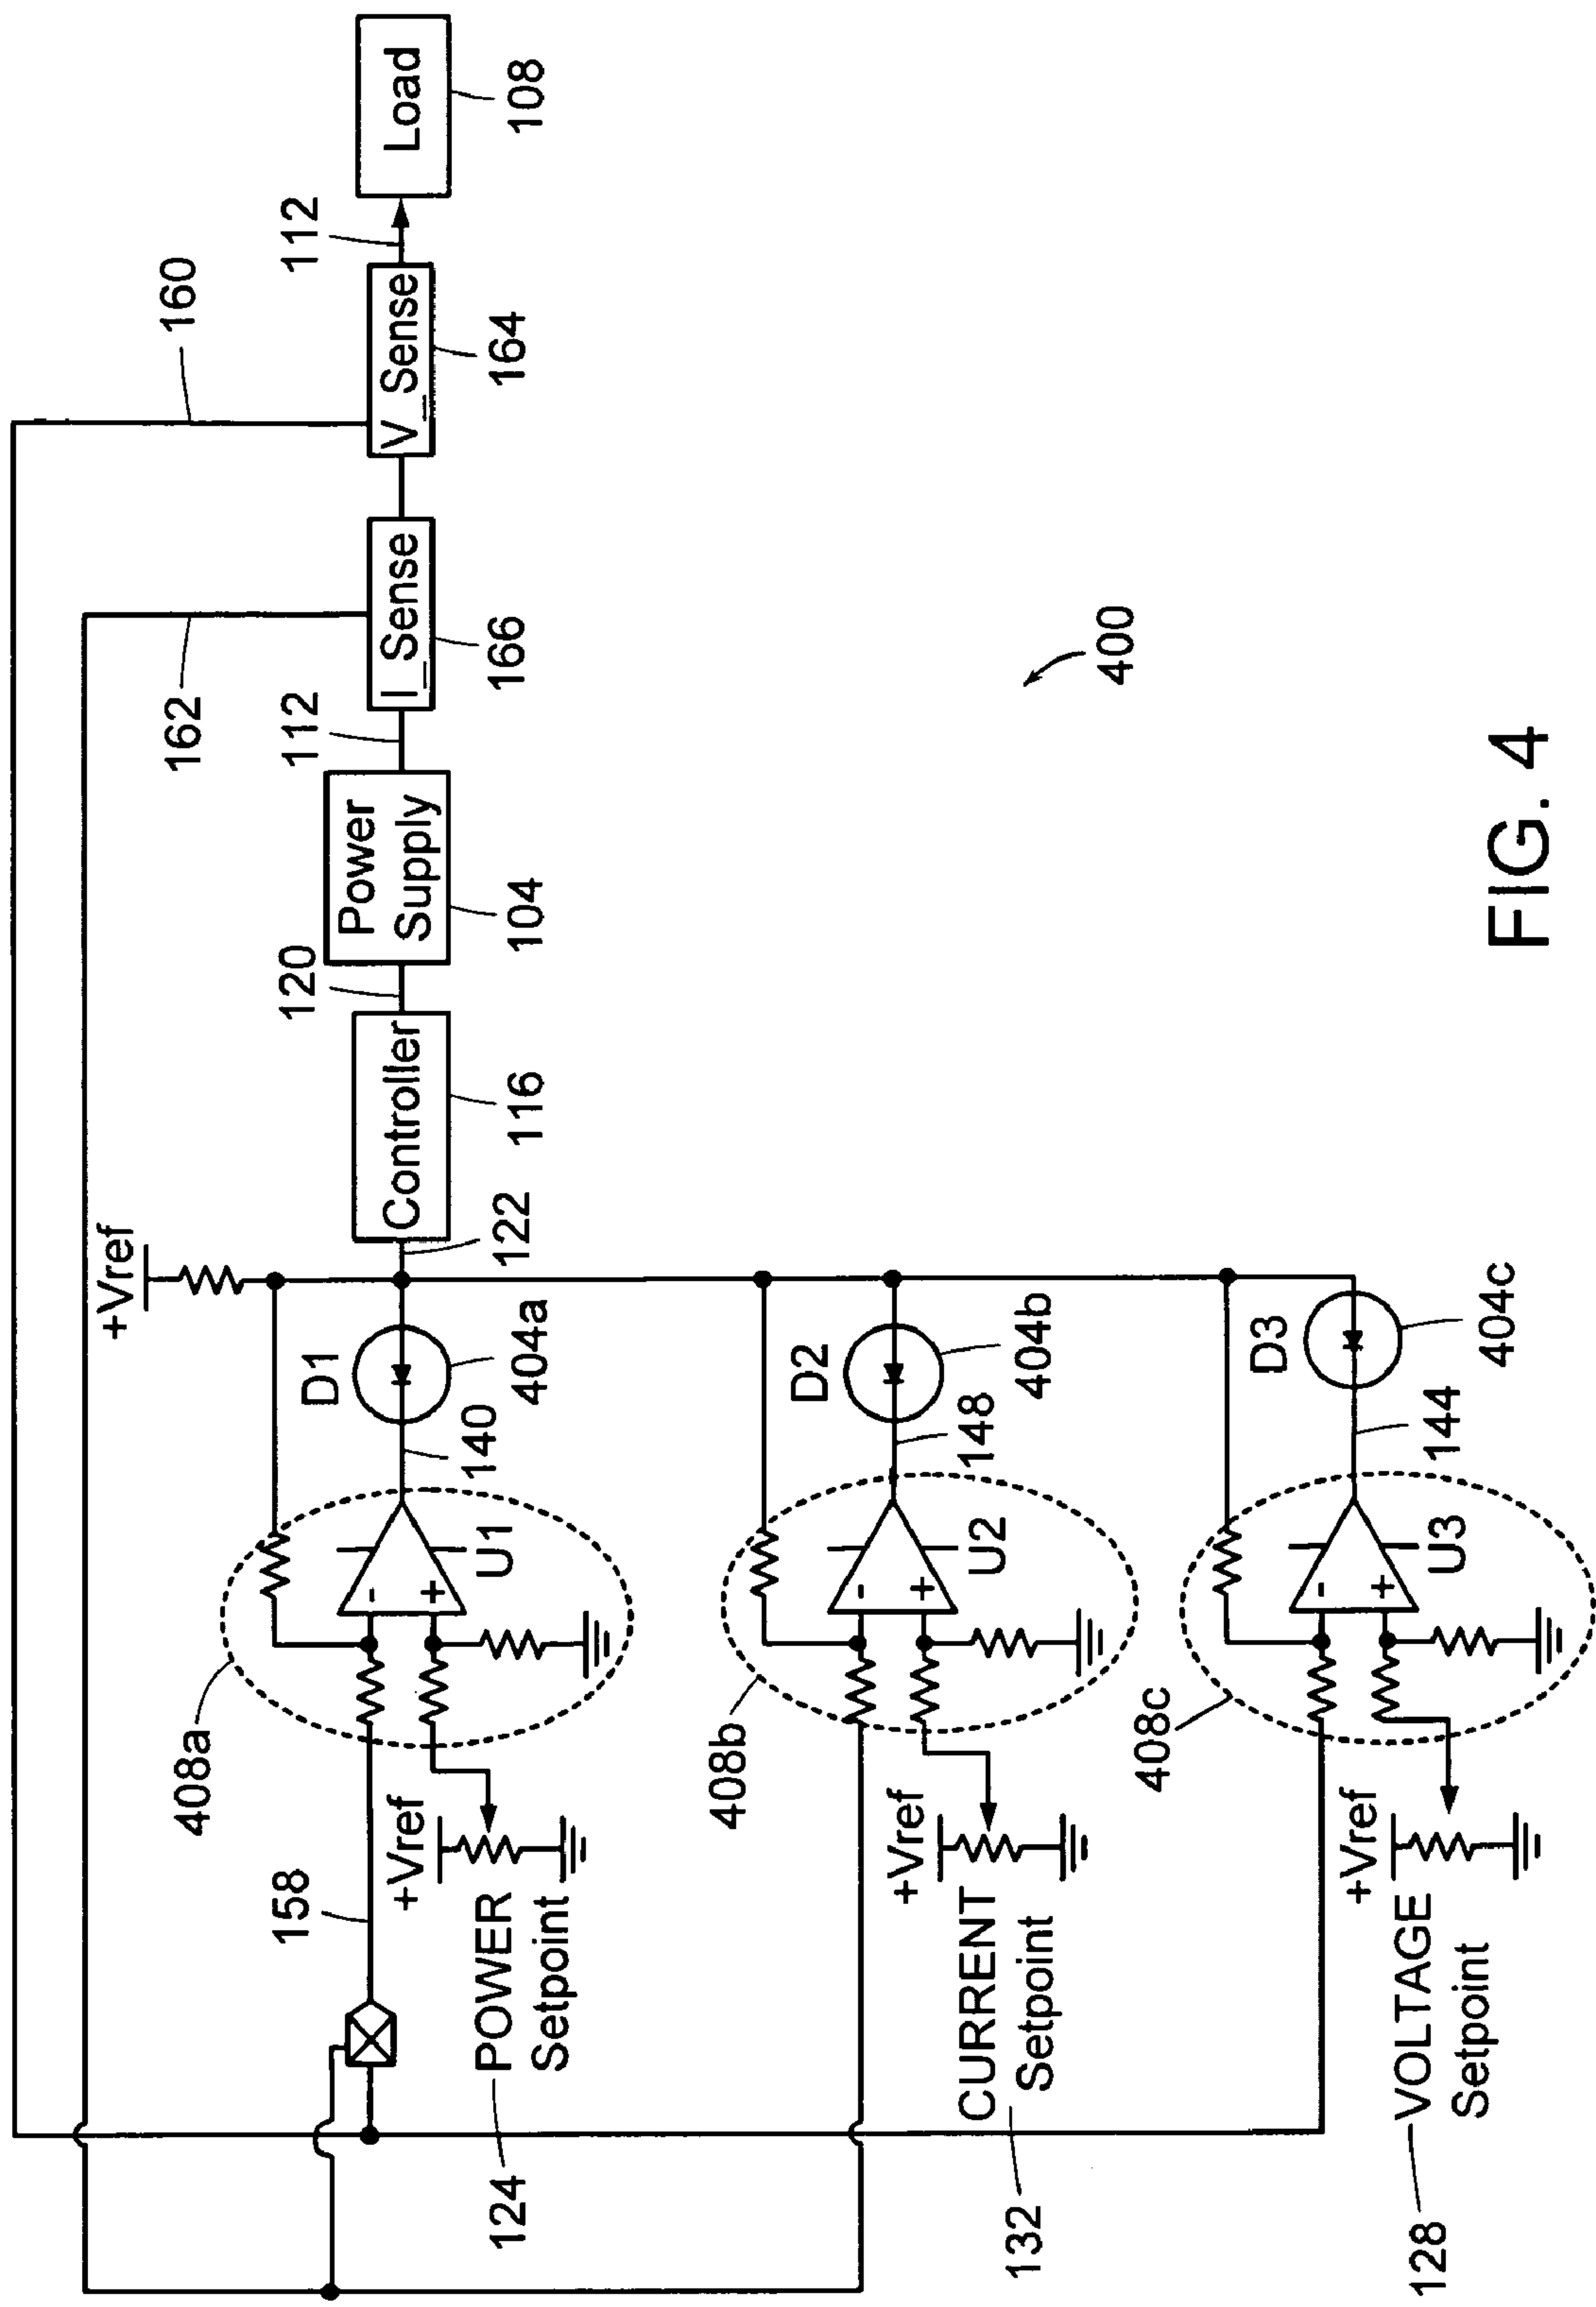 160
162
112
112
120
+Vref
Load
V_Sense
I_Sense
Power
Supply
Controller
108
164
166
104
116
122
408a
158
D1
404a
140
U1
-
+
+Vref
POWER
Setpoint
124
400
408b
D2
404b
148
U2
-
+
+Vref
CURRENT
Setpoint
132
408c
D3
404c
144
U3
-
+
+Vref
VOLTAGE
Setpoint
128
FIG. 4